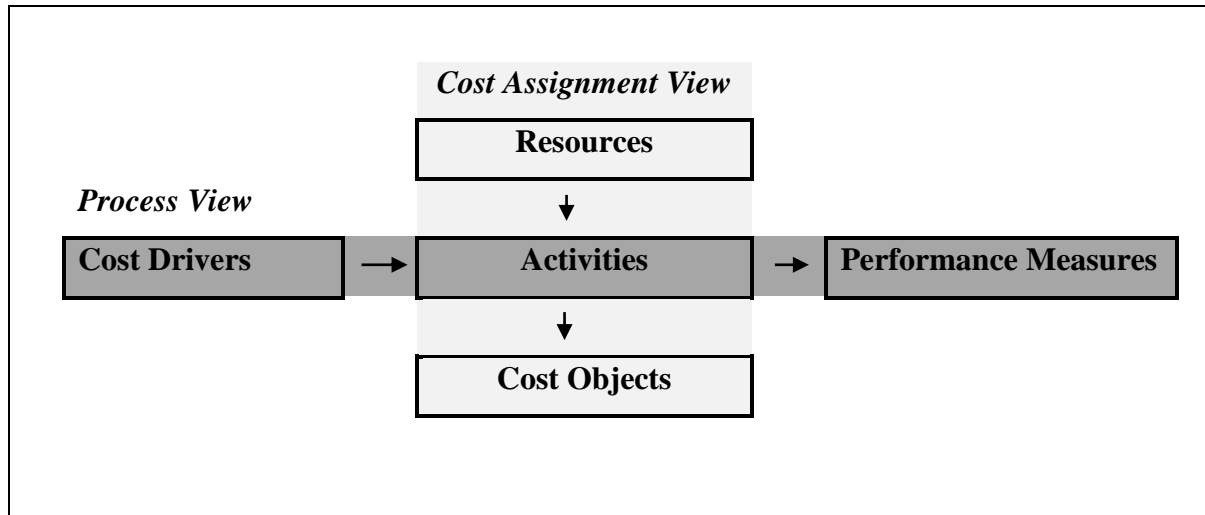 Cost Assignment View
Resources
Process View
Cost Drivers
Activities
Performance Measures
Cost Objects